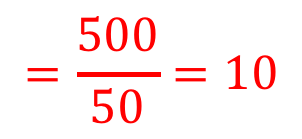 = 500/50 = 10